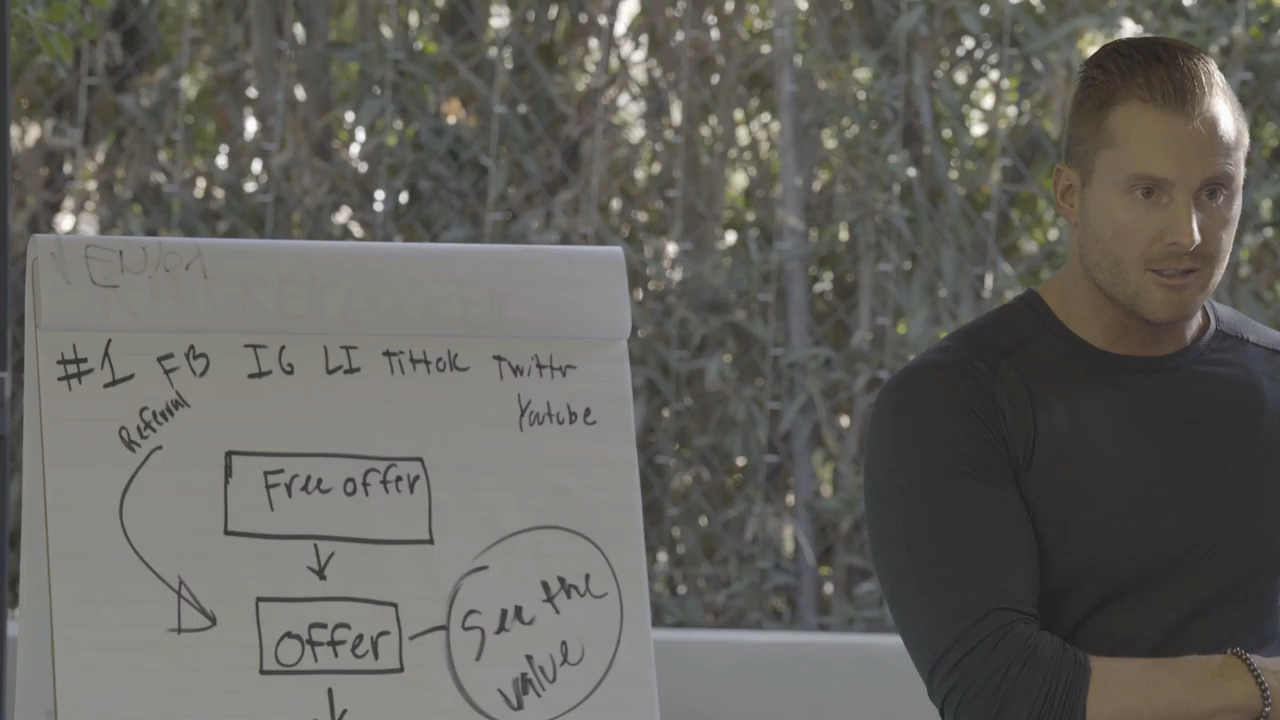 #1 FB IG LI TikTok Twitter
Youtube
Referral
Free offer
offer
See the
value